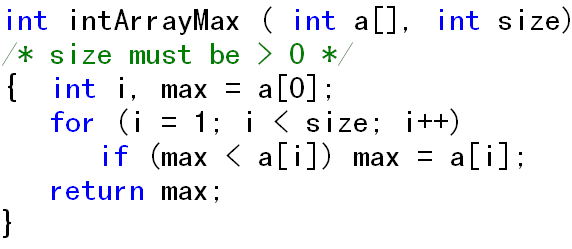 int intArrayMax ( int a[], int size)
/* size must be > 0 */
{ int i, max = a[0];
for (i = 1; i < size; i++)
if (max < a[i]) max = a[i];
return max;
}